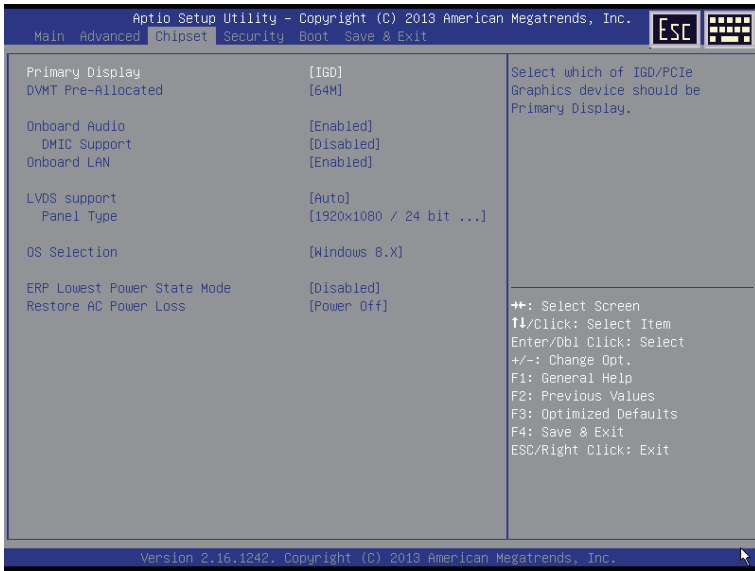 Aptio Setup Utility – Copyright (C) 2013 American Megatrends, Inc.
Esc
Main Advanced Chipset Security Boot Save & Exit
Primary Display [IGD]
DVMT Pre-Allocated [64M]
Onboard Audio [Enabled]
DMIC Support [Disabled]
Onboard LAN [Enabled]
LVDS support [Auto]
Panel Type [1920x1080 / 24 bit ...]
OS Selection [Windows 8.X]
ERP Lowest Power State Mode [Disabled]
Restore AC Power Loss [Power Off]
Select which of IGD/PCIe
Graphics device should be
Primary Display.
→←: Select Screen
↑↓/Click: Select Item
Enter/Dbl Click: Select
+/-: Change Opt.
F1: General Help
F2: Previous Values
F3: Optimized Defaults
F4: Save & Exit
ESC/Right Click: Exit
Version 2.16.1242. Copyright (C) 2013 American Megatrends, Inc.